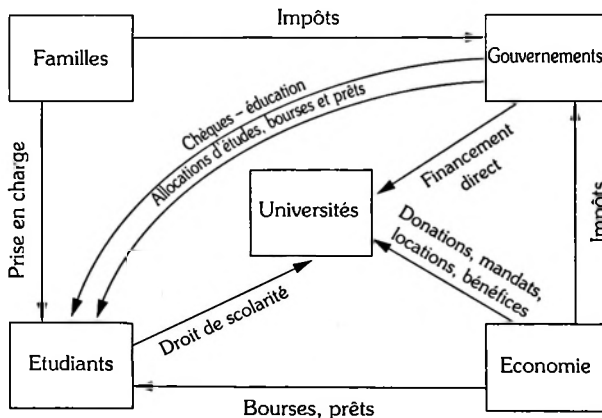 Impôts
Familles
Gouvernements
Chèques – éducation
Allocations d'études, bourses et prêts
Financement
direct
Prise en charge
Universités
Donations, mandats,
locations, bénéfices
Impôts
Droit de scolarité
Etudiants
Economie
Bourses, prêts